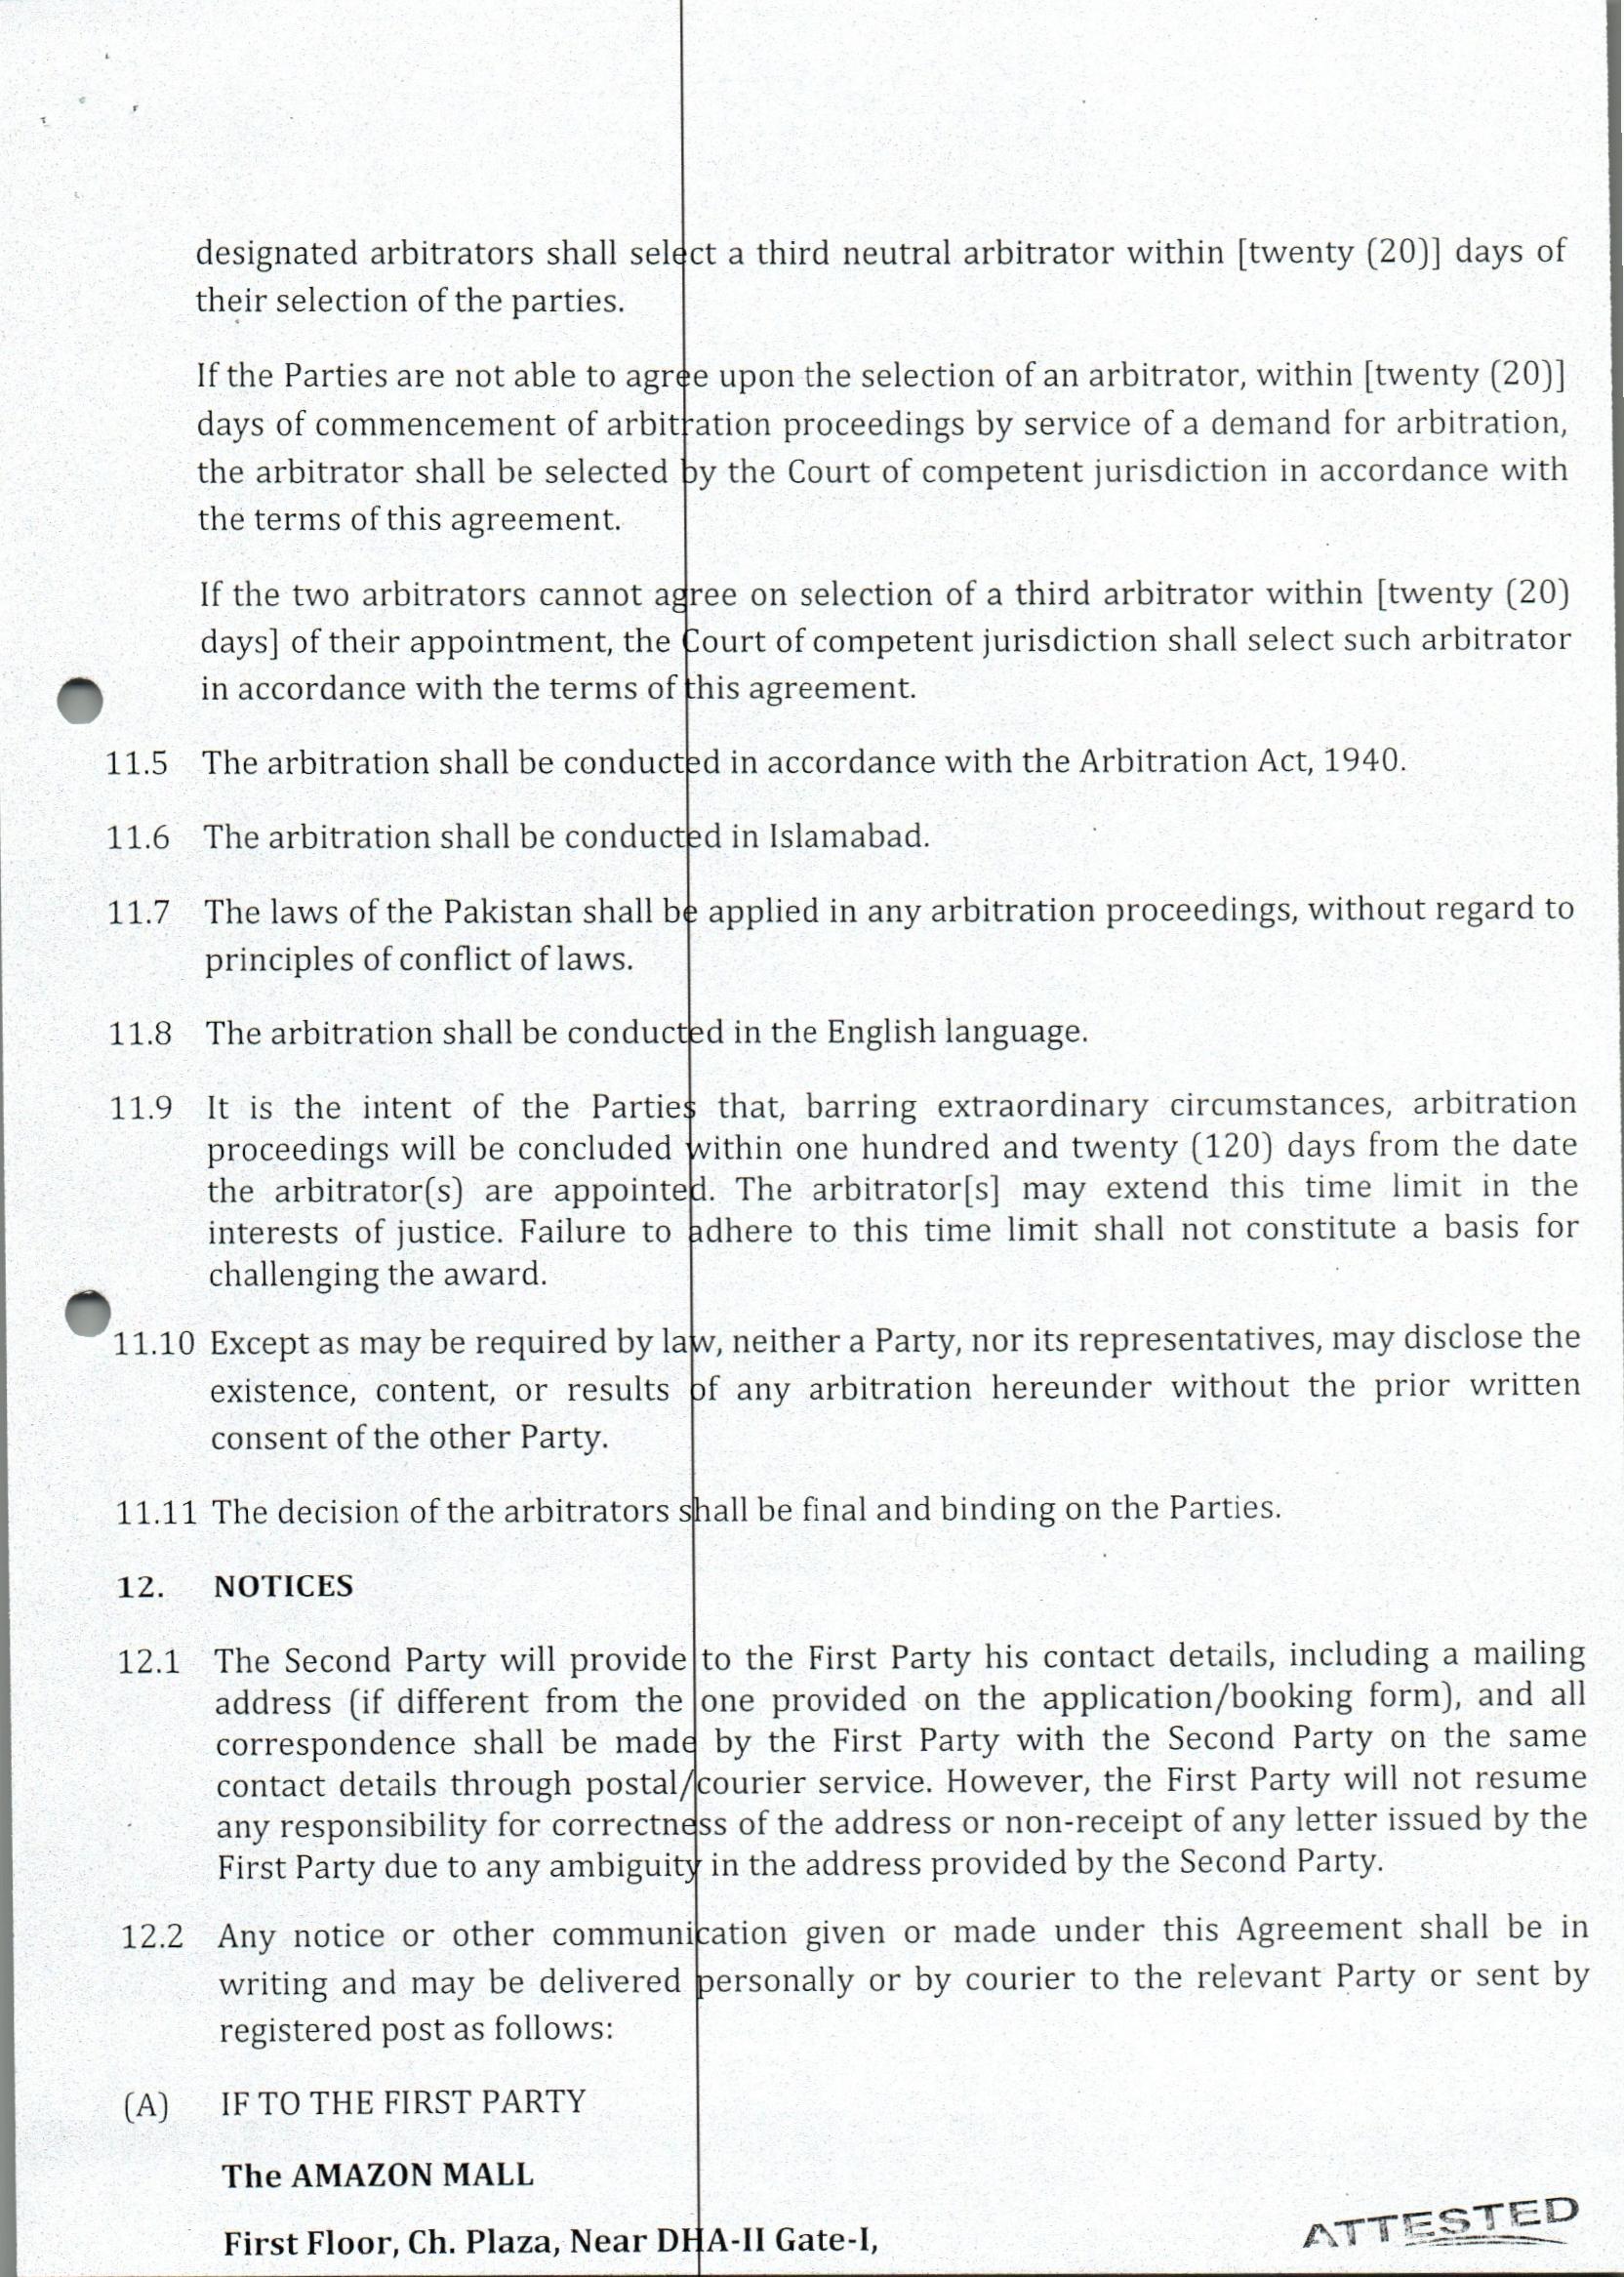 designated arbitrators shall select a third neutral arbitrator within [twenty (20)] days of
their selection of the parties.
If the Parties are not able to agree upon the selection of an arbitrator, within [twenty (20)]
days of commencement of arbitration proceedings by service of a demand for arbitration,
the arbitrator shall be selected by the Court of competent jurisdiction in accordance with
the terms of this agreement.
If the two arbitrators cannot agree on selection of a third arbitrator within [twenty (20)
days] of their appointment, the Court of competent jurisdiction shall select such arbitrator
in accordance with the terms of this agreement.
11.5 The arbitration shall be conducted in accordance with the Arbitration Act, 1940.
11.6 The arbitration shall be conducted in Islamabad.
11.7 The laws of the Pakistan shall be applied in any arbitration proceedings, without regard to
principles of conflict of laws.
11.8 The arbitration shall be conducted in the English language.
11.9 It is the intent of the Parties that, barring extraordinary circumstances, arbitration
proceedings will be concluded within one hundred and twenty (120) days from the date
the arbitrator(s) are appointed. The arbitrator[s] may extend this time limit in the
interests of justice. Failure to adhere to this time limit shall not constitute a basis for
challenging the award.
11.10 Except as may be required by law, neither a Party, nor its representatives, may disclose the
existence, content, or results of any arbitration hereunder without the prior written
consent of the other Party.
11.11 The decision of the arbitrators shall be final and binding on the Parties.
12. NOTICES
12.1 The Second Party will provide to the First Party his contact details, including a mailing
address (if different from the one provided on the application/booking form), and all
correspondence shall be made by the First Party with the Second Party on the same
contact details through postal/courier service. However, the First Party will not resume
any responsibility for correctness of the address or non-receipt of any letter issued by the
First Party due to any ambiguity in the address provided by the Second Party.
12.2 Any notice or other communication given or made under this Agreement shall be in
writing and may be delivered personally or by courier to the relevant Party or sent by
registered post as follows:
(A) IF TO THE FIRST PARTY
The AMAZON MALL
First Floor, Ch. Plaza, Near DHA-II Gate-I,
ATTESTED